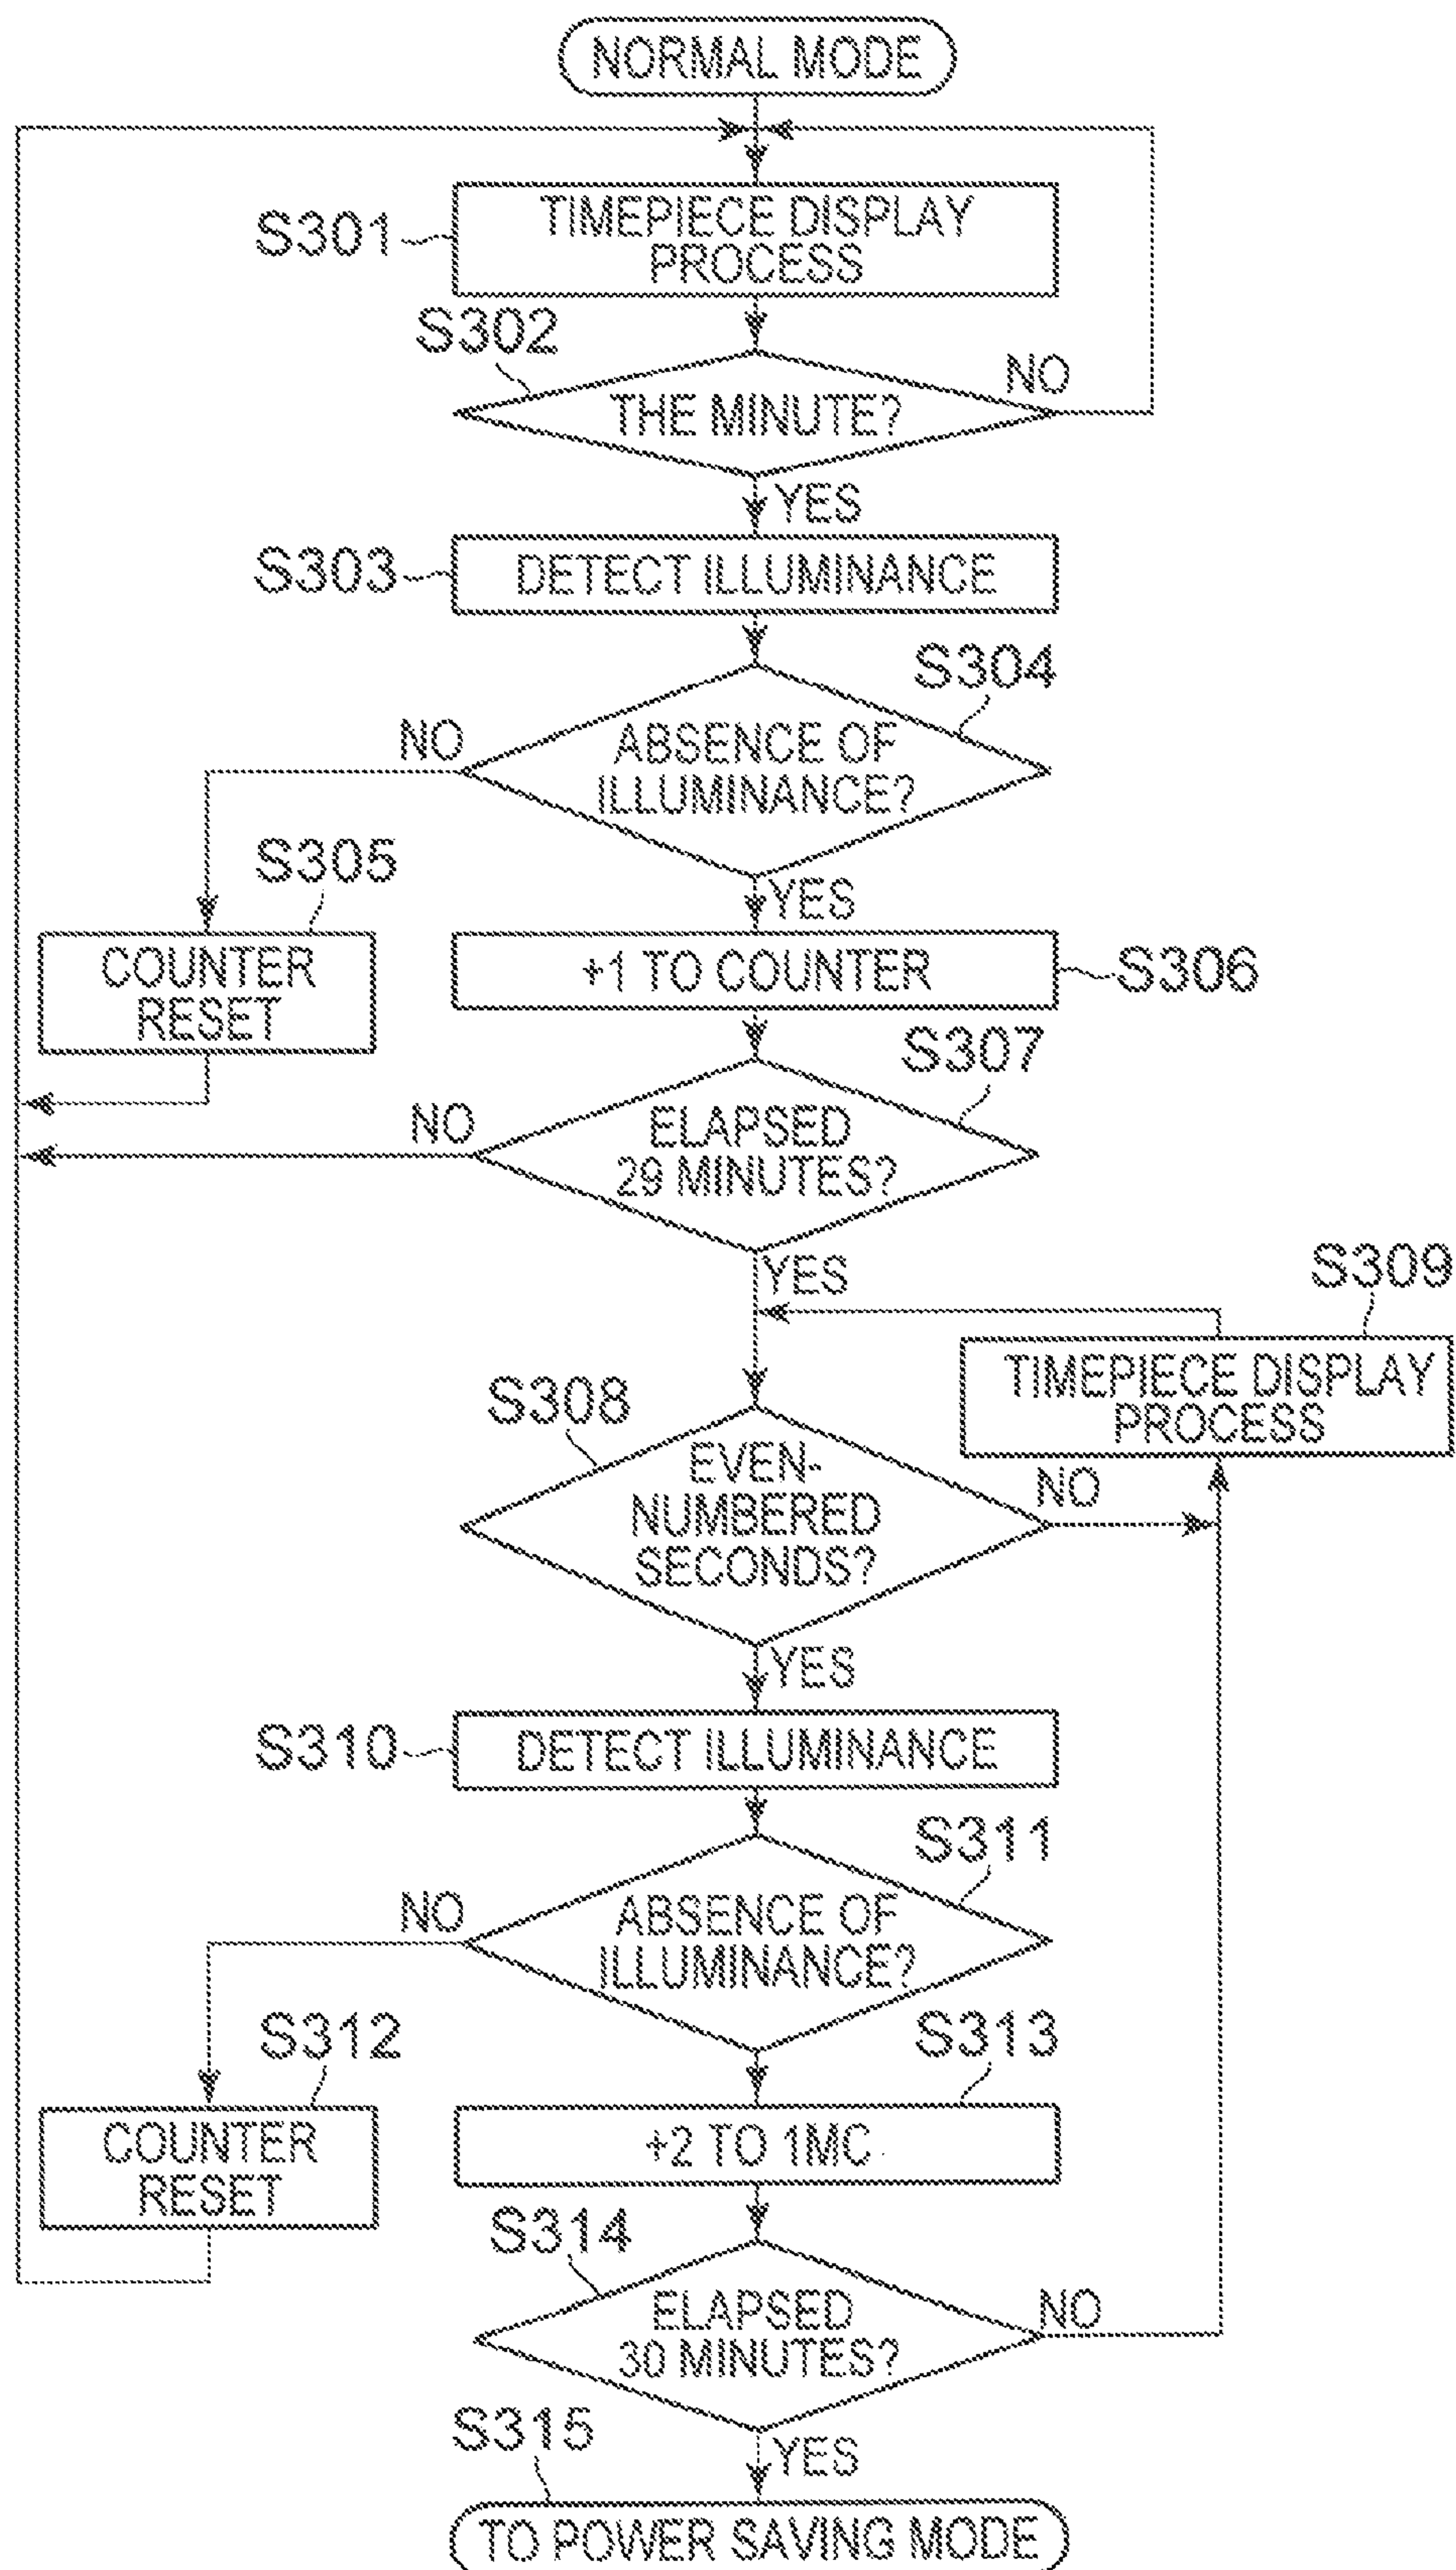 NORMAL MODE
S301
TIMEPIECE DISPLAY
PROCESS
S302
THE MINUTE?
NO
YES
S303
DETECT ILLUMINANCE
S304
ABSENCE OF
ILLUMINANCE?
NO
YES
S305
COUNTER
RESET
+1 TO COUNTER
S306
S307
ELAPSED
29 MINUTES?
NO
YES
S309
TIMEPIECE DISPLAY
PROCESS
S308
EVEN-
NUMBERED
SECONDS?
NO
YES
S310
DETECT ILLUMINANCE
S311
ABSENCE OF
ILLUMINANCE?
NO
S312
COUNTER
RESET
S313
+2 TO 1MC
S314
ELAPSED
30 MINUTES?
NO
YES
S315
TO POWER SAVING MODE